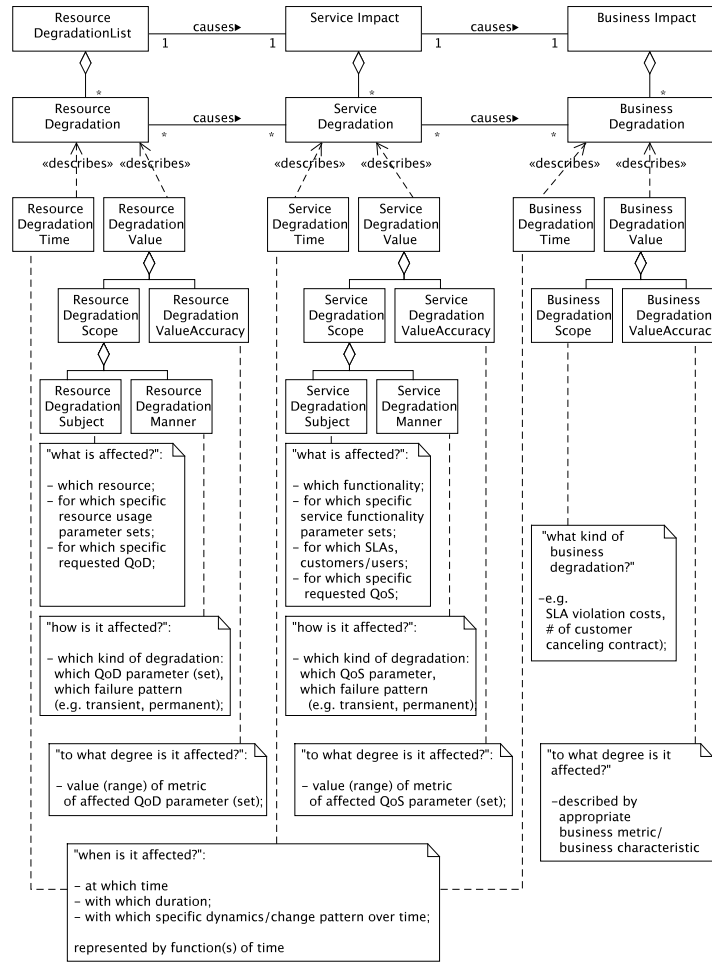 Resource
DegradationList
causes▶
1
1
Service Impact
causes▶
1
1
Business Impact
*
*
*
Resource
Degradation
causes▶
*
*
Service
Degradation
causes▶
*
*
Business
Degradation
«describes»
«describes»
«describes»
«describes»
«describes»
«describes»
Resource
Degradation
Time
Resource
Degradation
Value
Service
Degradation
Time
Service
Degradation
Value
Business
Degradation
Time
Business
Degradation
Value
Resource
Degradation
Scope
Resource
Degradation
ValueAccuracy
Service
Degradation
Scope
Service
Degradation
ValueAccuracy
Business
Degradation
Scope
Business
Degradation
ValueAccuracy
Resource
Degradation
Subject
Resource
Degradation
Manner
Service
Degradation
Subject
Service
Degradation
Manner
"what is affected?":
– which resource;
– for which specific
resource usage
parameter sets;
– for which specific
requested QoD;
"what is affected?":
– which functionality;
– for which specific
service functionality
parameter sets;
– for which SLAs,
customers/users;
– for which specific
requested QoS;
"what kind of
business
degradation?"
–e.g.
SLA violation costs,
# of customer
canceling contract);
"how is it affected?":
– which kind of degradation:
which QoD parameter (set),
which failure pattern
(e.g. transient, permanent);
"how is it affected?":
– which kind of degradation:
which QoS parameter,
which failure pattern
(e.g. transient, permanent);
"to what degree is it affected?":
– value (range) of metric
of affected QoD parameter (set);
"to what degree is it affected?":
– value (range) of metric
of affected QoS parameter (set);
"to what degree is it
affected?"
–described by
appropriate
business metric/
business characteristic
"when is it affected?":
– at which time
– with which duration;
– with which specific dynamics/change pattern over time;
represented by function(s) of time